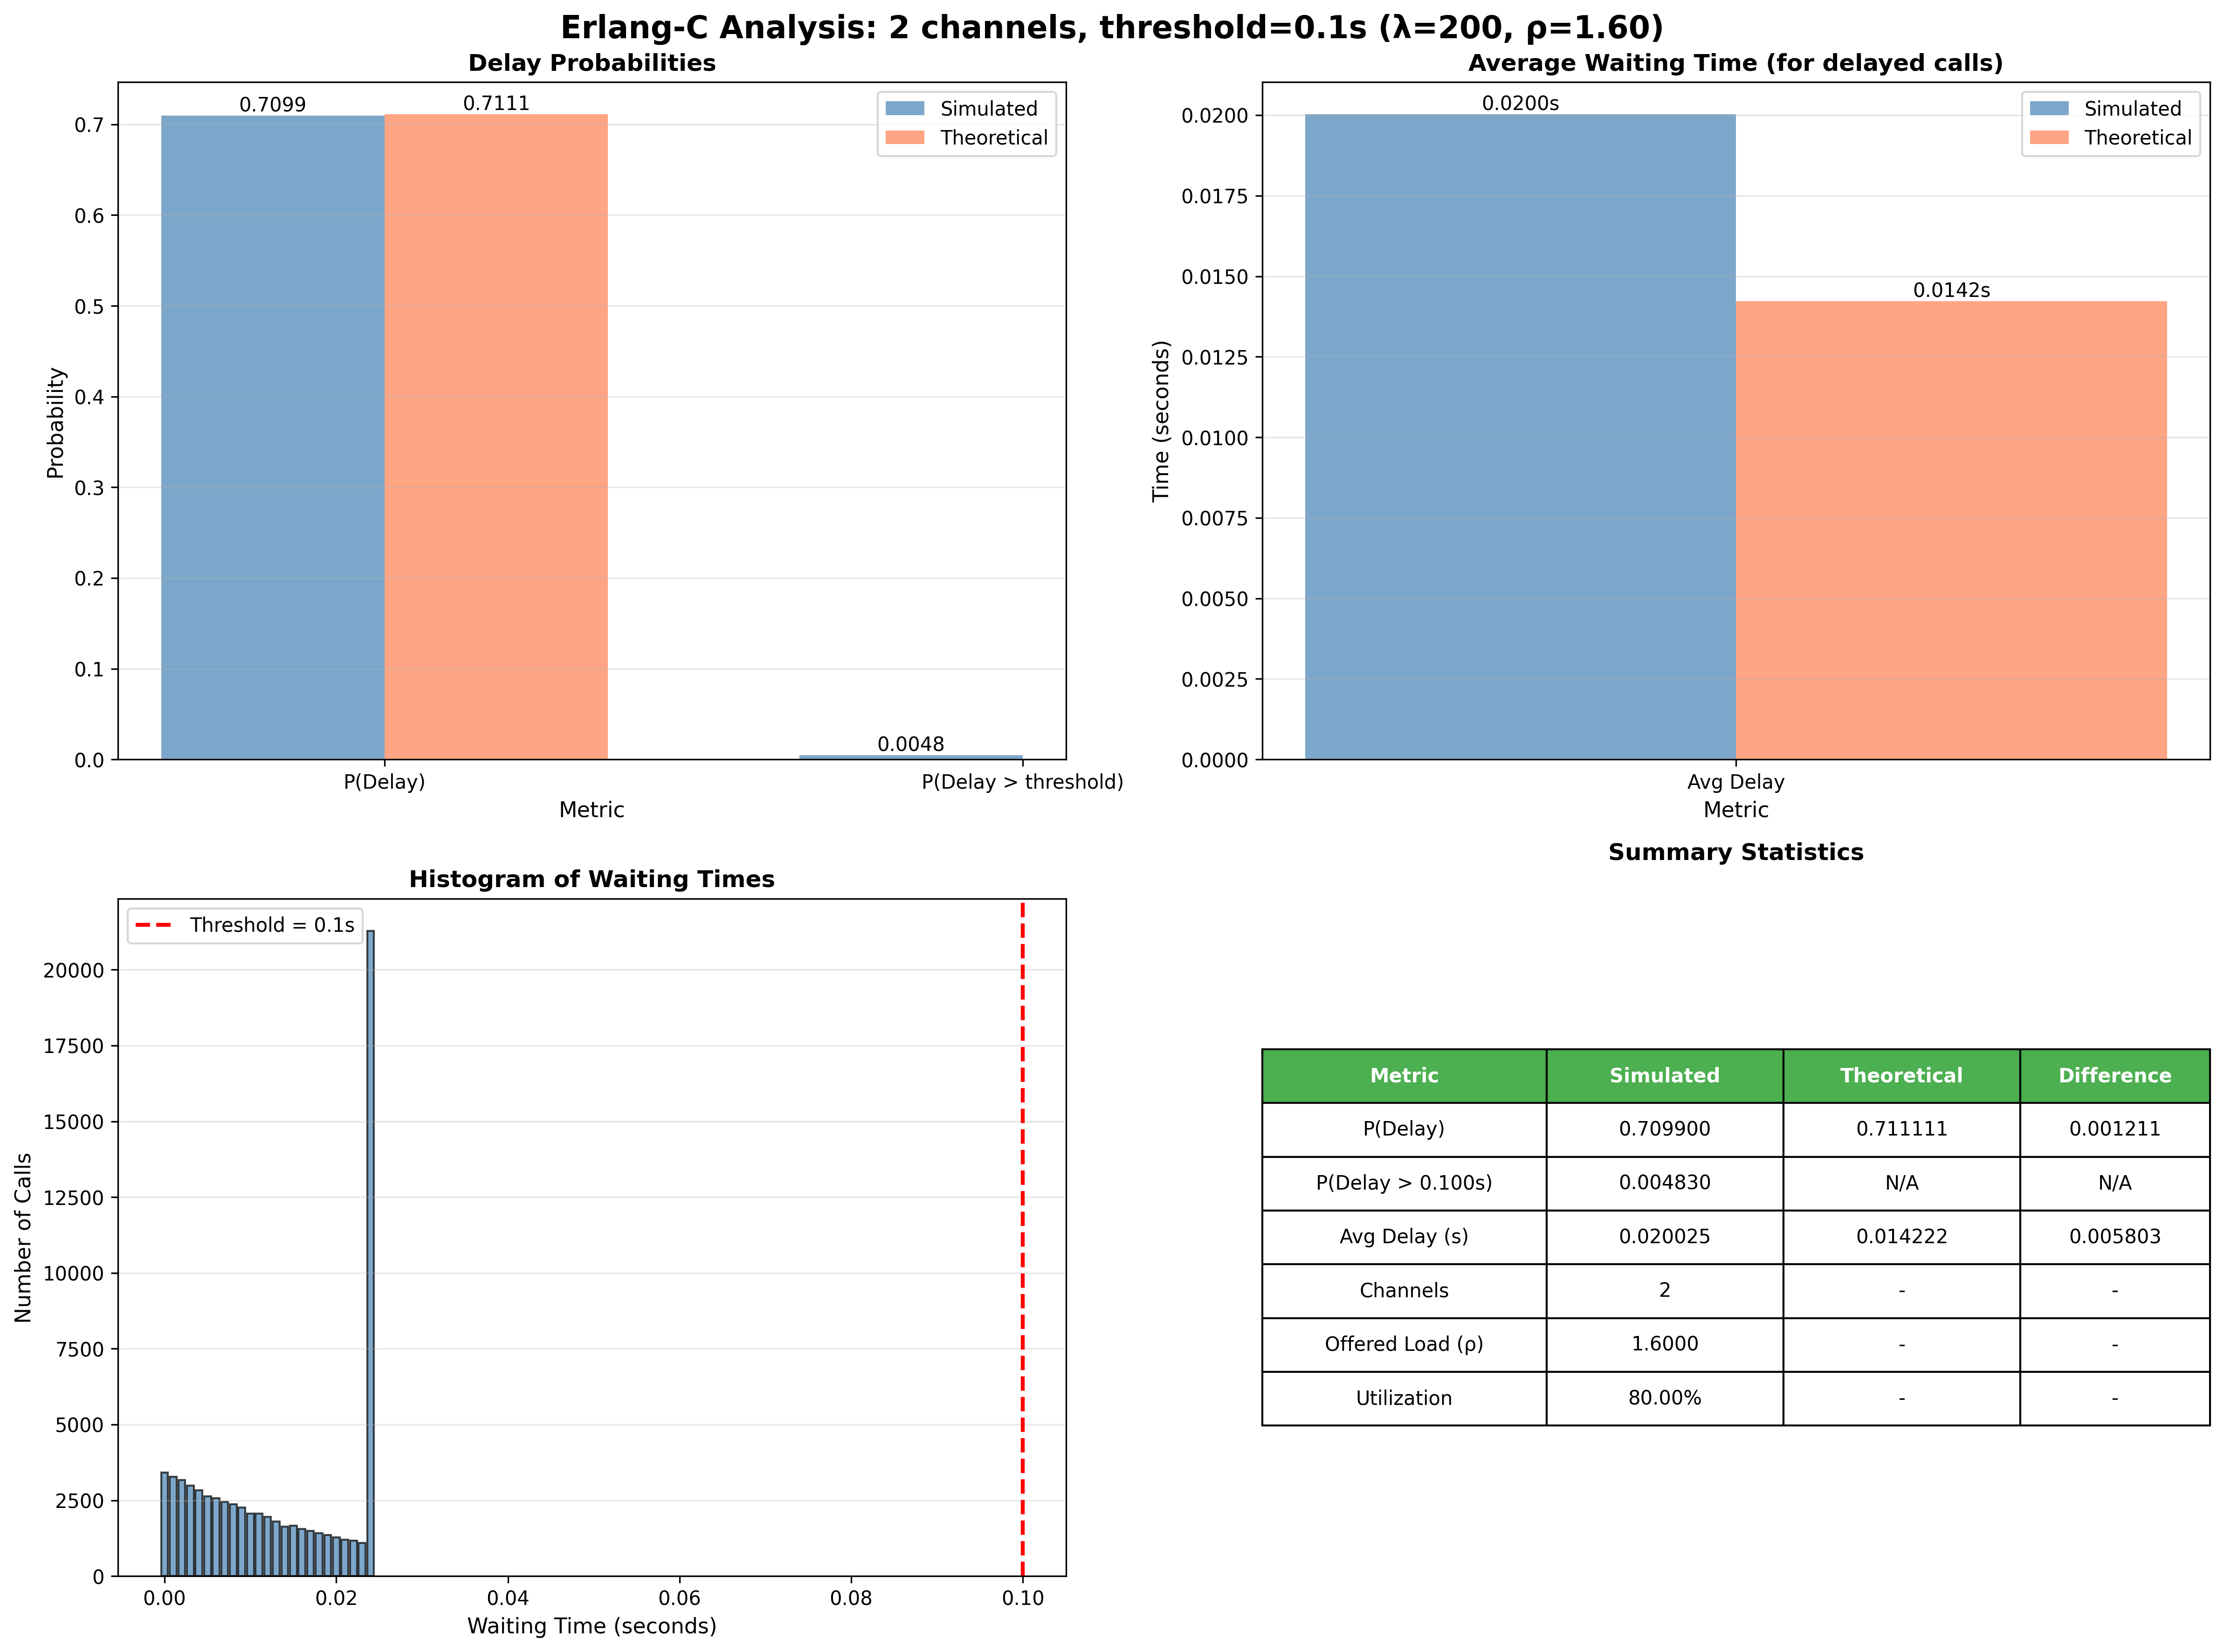 Erlang-C Analysis: 2 channels, threshold=0.1s (λ=200, ρ=1.60)
Delay Probabilities
0.7099
0.7111
0.0048
Simulated
Theoretical
0.7
0.6
0.5
0.4
0.3
0.2
0.1
0.0
Probability
P(Delay)
P(Delay > threshold)
Metric
Average Waiting Time (for delayed calls)
0.0200s
0.0142s
Simulated
Theoretical
0.0200
0.0175
0.0150
0.0125
0.0100
0.0075
0.0050
0.0025
0.0000
Time (seconds)
Avg Delay
Metric
Histogram of Waiting Times
Threshold = 0.1s
20000
17500
15000
12500
10000
7500
5000
2500
0
Number of Calls
0.00 0.02 0.04 0.06 0.08 0.10
Waiting Time (seconds)
Summary Statistics
Metric Simulated Theoretical Difference
P(Delay) 0.709900 0.711111 0.001211
P(Delay > 0.100s) 0.004830 N/A N/A
Avg Delay (s) 0.020025 0.014222 0.005803
Channels 2 - -
Offered Load (ρ) 1.6000 - -
Utilization 80.00% - -